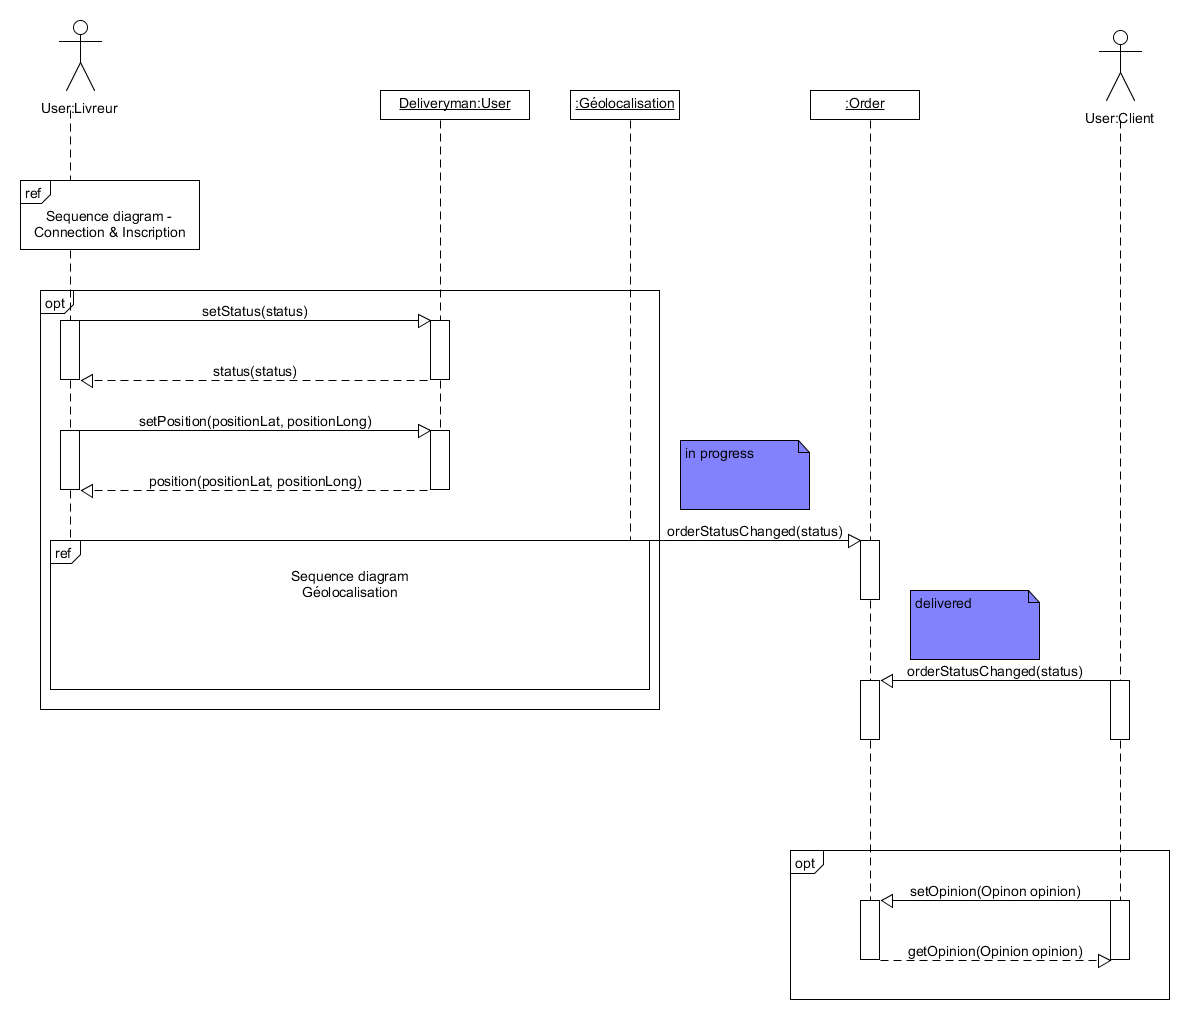 User:Livreur
Deliveryman:User
:Géolocalisation
:Order
User:Client
ref
Sequence diagram -
Connection & Inscription
opt
setStatus(status)
status(status)
setPosition(positionLat, positionLong)
in progress
position(positionLat, positionLong)
orderStatusChanged(status)
ref
Sequence diagram
Géolocalisation
delivered
orderStatusChanged(status)
opt
setOpinion(Opinon opinion)
getOpinion(Opinion opinion)